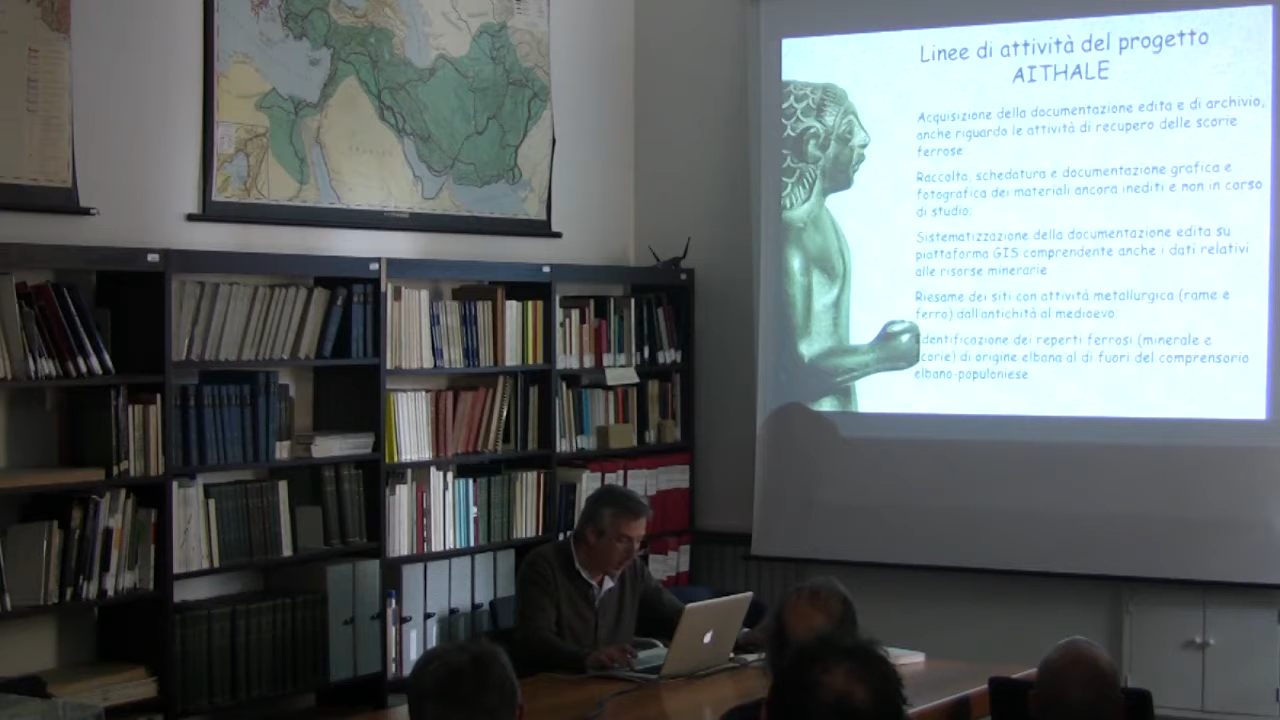 Linee di attività del progetto
AITHALE
Acquisizione della documentazione edita e di archivio,
anche riguardo le attività di recupero delle scorie
ferrose
Raccolta, schedatura e documentazione grafica e
fotografica dei materiali ancora inediti e non in corso
di studio;
Sistematizzazione della documentazione edita su
piattaforma GIS comprendente anche i dati relativi
alle risorse minerarie
Riesame dei siti con attività metallurgica (rame e
ferro) dall'antichità al medioevo;
Identificazione dei reperti ferrosi (minerale e
scorie) di origine elbana al di fuori del comprensorio
elbano-populoniese